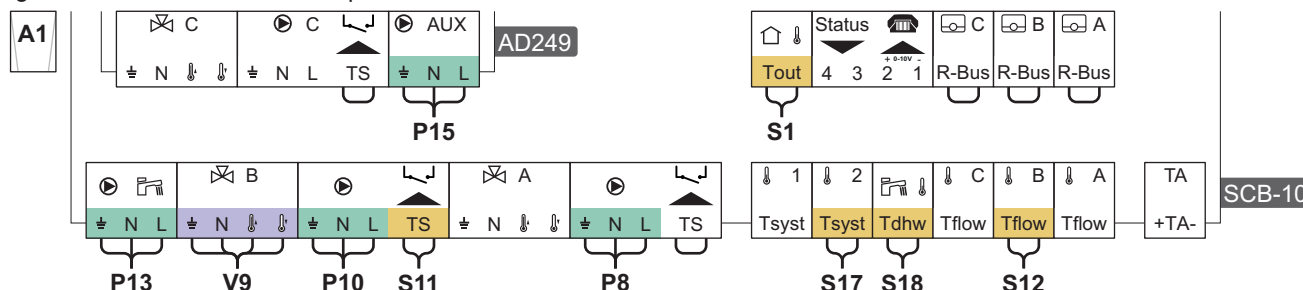 A1
C
C
AUX
AD249
N
N L
TS
N L
P15
Status
C
B
A
+ 0-10V -
Tout
4 3
2 1
R-Bus
R-Bus
R-Bus
S1
B
A
1
2
C
B
A
TA
SCB-10
N L
N
N L
TS
N
N L
TS
Tsyst
Tsyst
Tdhw
Tflow
Tflow
Tflow
+TA-
P13
V9
P10
S11
P8
S17
S18
S12